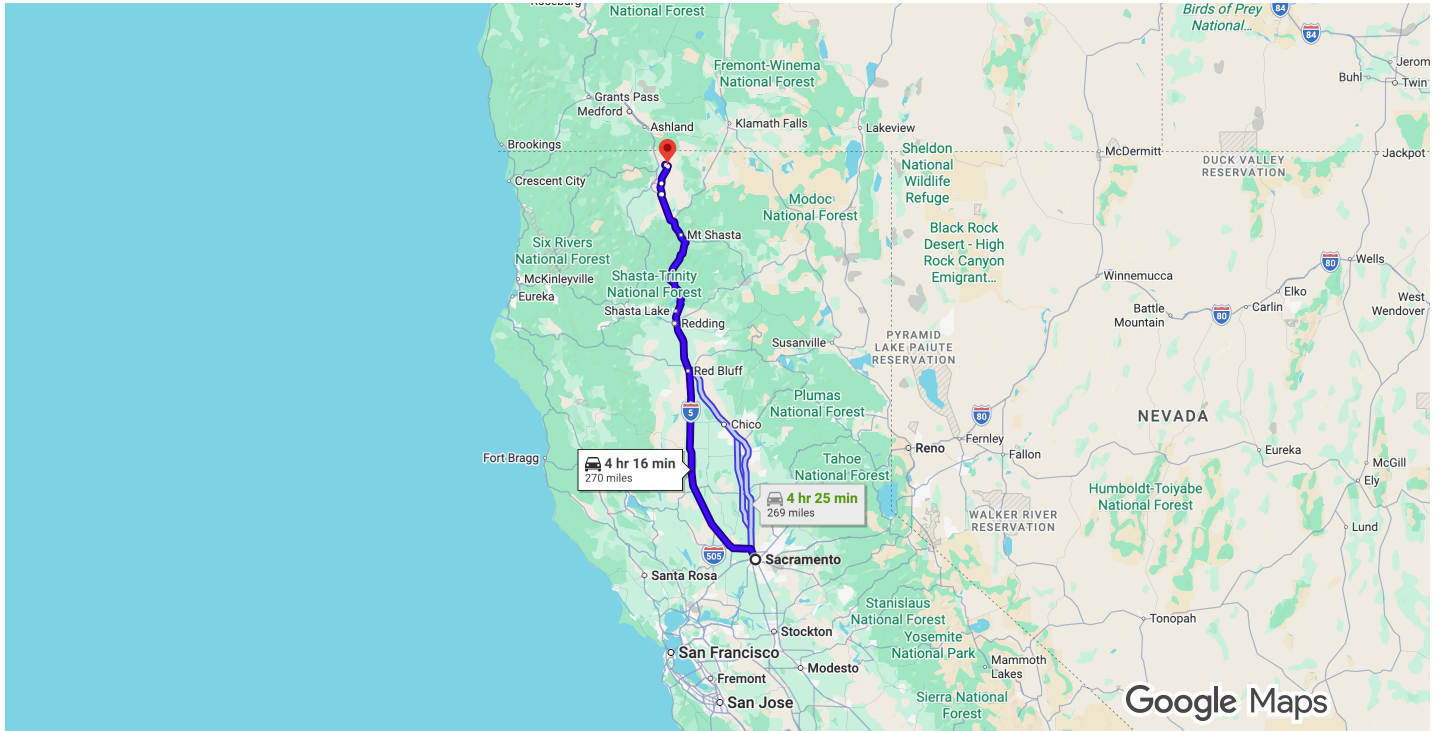 Roseburg
National Forest
Birds of Prey
National...
84
84
Fremont-Winema
National Forest
Jerom
Buhl
Twin
Grants Pass
Medford
Klamath Falls
Ashland
Lakeview
Brookings
Sheldon
National
Wildlife
Refuge
McDermitt
Jackpot
DUCK VALLEY
RESERVATION
Crescent City
Modoc
National Forest
Mt Shasta
Black Rock
Desert - High
Rock Canyon
Emigrant...
Six Rivers
National Forest
80
Wells
McKinleyville
Shasta-Trinity
National Forest
Winnemucca
Eureka
Elko
Shasta Lake
Battle
Mountain
80
Carlin
West
Wendover
Redding
Susanville
PYRAMID
LAKE PAIUTE
RESERVATION
Red Bluff
Plumas
National Forest
5
80
NEVADA
Chico
Fernley
Reno
Fallon
Eureka
Fort Bragg
4 hr 16 min
270 miles
Tahoe
National Forest
McGill
Ely
4 hr 25 min
269 miles
Humboldt-Toiyabe
National Forest
WALKER RIVER
RESERVATION
Lund
505
Sacramento
Santa Rosa
Stanislaus
National Forest
Tonopah
Stockton
Yosemite
National Park
San Francisco
Modesto
Mammoth
Lakes
Fremont
San Jose
Sierra National
Forest
Google Maps